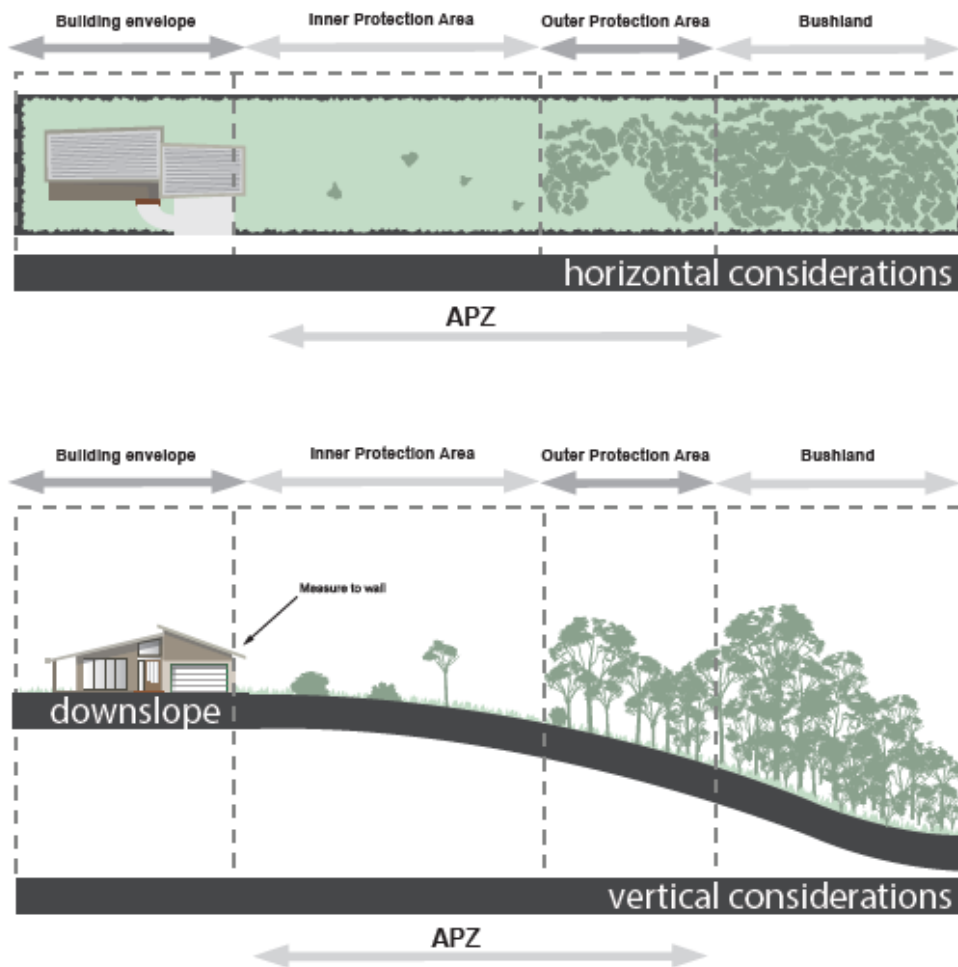 Building envelope
Inner Protection Area
Outer Protection Area
Bushland
horizontal considerations
APZ
Building envelope
Inner Protection Area
Outer Protection Area
Bushland
Measure to wall
downslope
vertical considerations
APZ